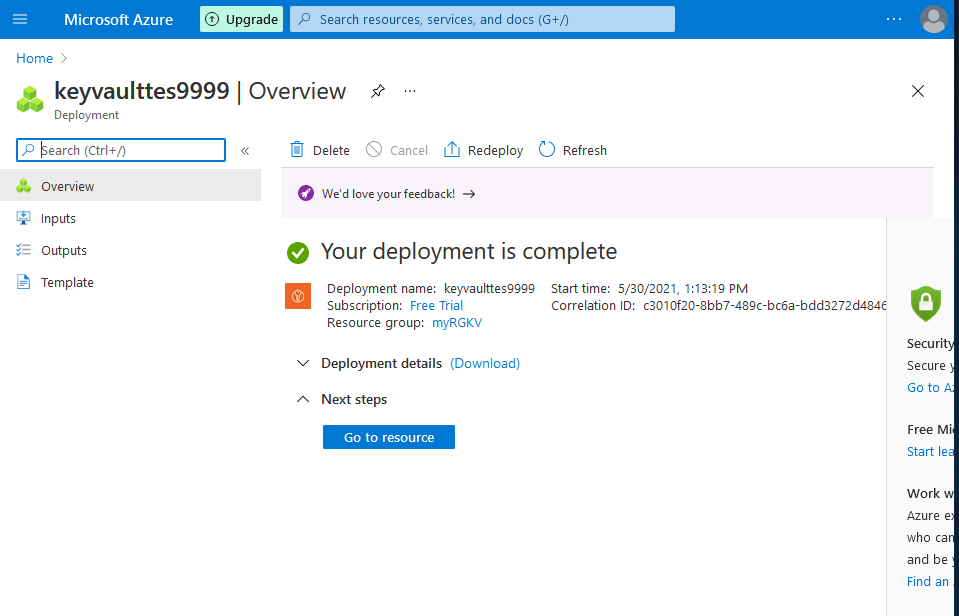 Microsoft Azure
Upgrade
Search resources, services, and docs (G+/)
Home
keyvaulttes9999 | Overview
Deployment
Search (Ctrl+/)
Delete
Cancel
Redeploy
Refresh
Overview
Inputs
Outputs
Template
We'd love your feedback! →
Your deployment is complete
Deployment name: keyvaulttes9999
Subscription: Free Trial
Resource group: myRGKV
Start time: 5/30/2021, 1:13:19 PM
Correlation ID: c3010f20-8bb7-489c-bc6a-bdd3272d4846
Deployment details (Download)
Next steps
Go to resource
Security
Secure y
Go to Az
Free Mic
Start lea
Work w
Azure ex
who can
and be y
Find an